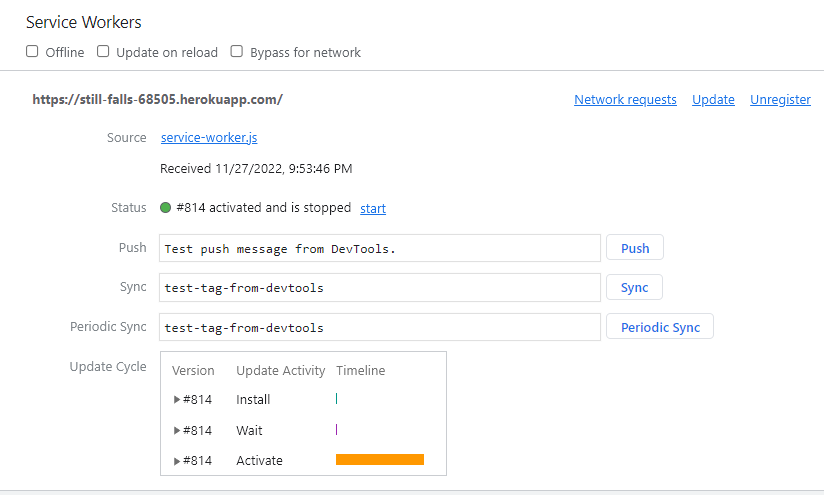 Service Workers
Offline Update on reload Bypass for network
https://still-falls-68505.herokuapp.com/ Network requests Update Unregister
Source service-worker.js
Received 11/27/2022, 9:53:46 PM
Status #814 activated and is stopped start
Push Test push message from DevTools. Push
Sync test-tag-from-devtools Sync
Periodic Sync test-tag-from-devtools Periodic Sync
Update Cycle Version Update Activity Timeline
#814 Install
#814 Wait
#814 Activate